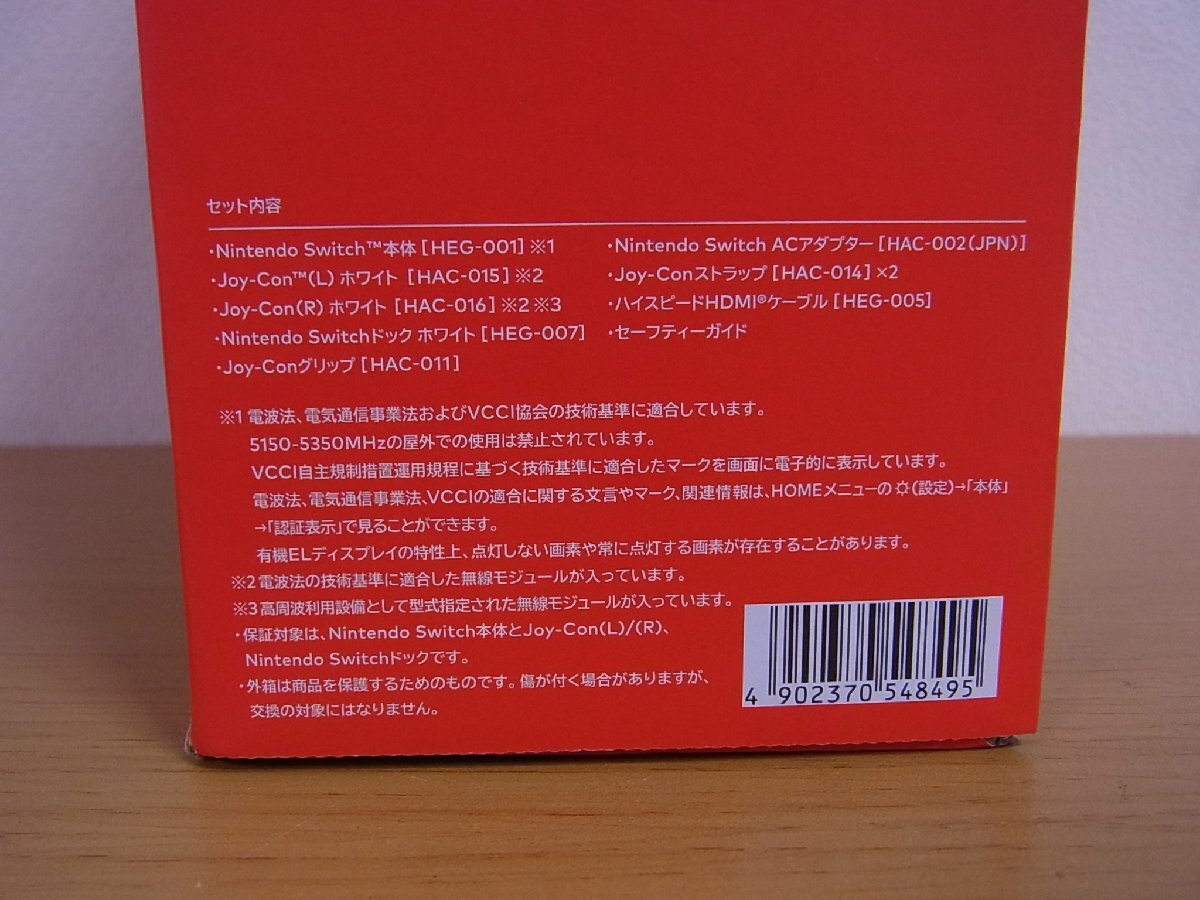 セット内容
・Nintendo Switch™本体 [HEG-001] ※1
・Joy-Con™(L) ホワイト [HAC-015] ※2
・Joy-Con(R) ホワイト [HAC-016] ※2 ※3
・Nintendo Switchドック ホワイト [HEG-007]
・Joy-Conグリップ [HAC-011]
・Nintendo Switch ACアダプター [HAC-002(JPN)]
・Joy-Conストラップ [HAC-014] ×2
・ハイスピードHDMI®ケーブル [HEG-005]
・セーフティーガイド
※1 電波法、電気通信事業法およびVCCI協会の技術基準に適合しています。
5150-5350MHzの屋外での使用は禁止されています。
VCCI自主規制措置運用規程に基づく技術基準に適合したマークを画面に電子的に表示しています。
電波法、電気通信事業法、VCCIの適合に関する文言やマーク、関連情報は、HOMEメニューの(設定)→「本体」
→「認証表示」で見ることができます。
有機ELディスプレイの特性上、点灯しない画素や常に点灯する画素が存在することがあります。
※2 電波法の技術基準に適合した無線モジュールが入っています。
※3 高周波利用設備として型式指定された無線モジュールが入っています。
・保証対象は、Nintendo Switch本体とJoy-Con(L)/(R)、
Nintendo Switchドックです。
・外箱は商品を保護するためのものです。傷が付く場合がありますが、
交換の対象にはなりません。
4 902370 548495